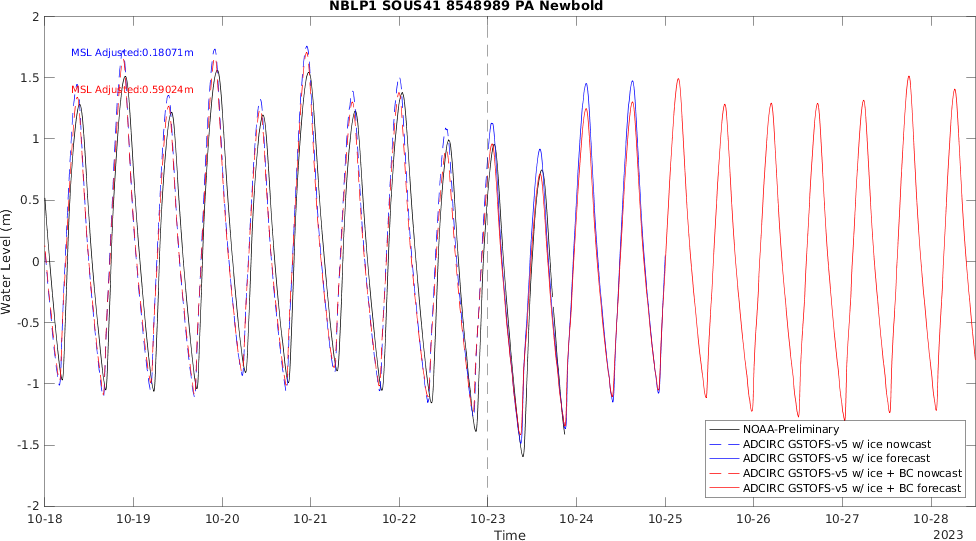 NBLP1 SOUS41 8548989 PA Newbold
2
1.5
1
0.5
0
-0.5
-1
-1.5
-2
Water Level (m)
MSL Adjusted:0.18071m
MSL Adjusted:0.59024m
NOAA-Preliminary
ADCIRC GSTOFS-v5 w/ ice nowcast
ADCIRC GSTOFS-v5 w/ ice forecast
ADCIRC GSTOFS-v5 w/ ice + BC nowcast
ADCIRC GSTOFS-v5 w/ ice + BC forecast
10-18 10-19 10-20 10-21 10-22 10-23 10-24 10-25 10-26 10-27 10-28
Time
2023